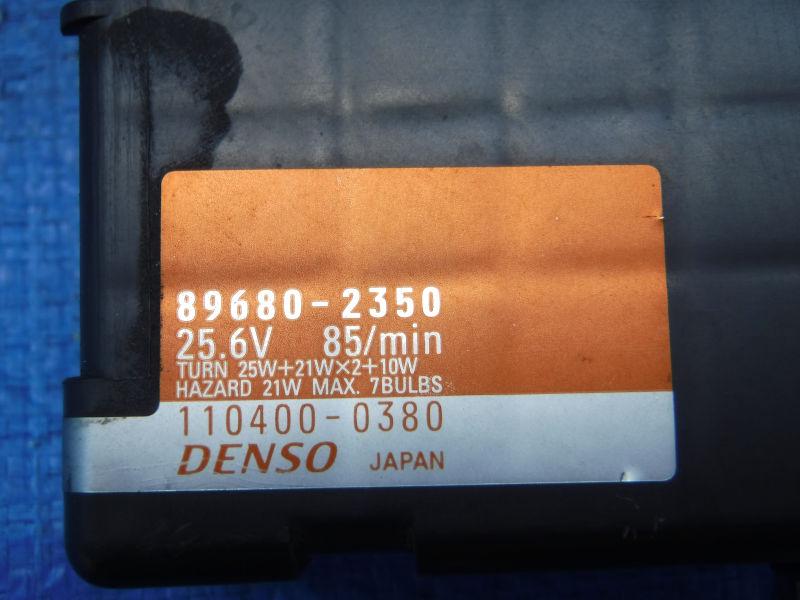 89680-2350
25.6V 85/min
TURN 25W+21W×2+10W
HAZARD 21W MAX. 7BULBS
110400-0380
DENSO JAPAN